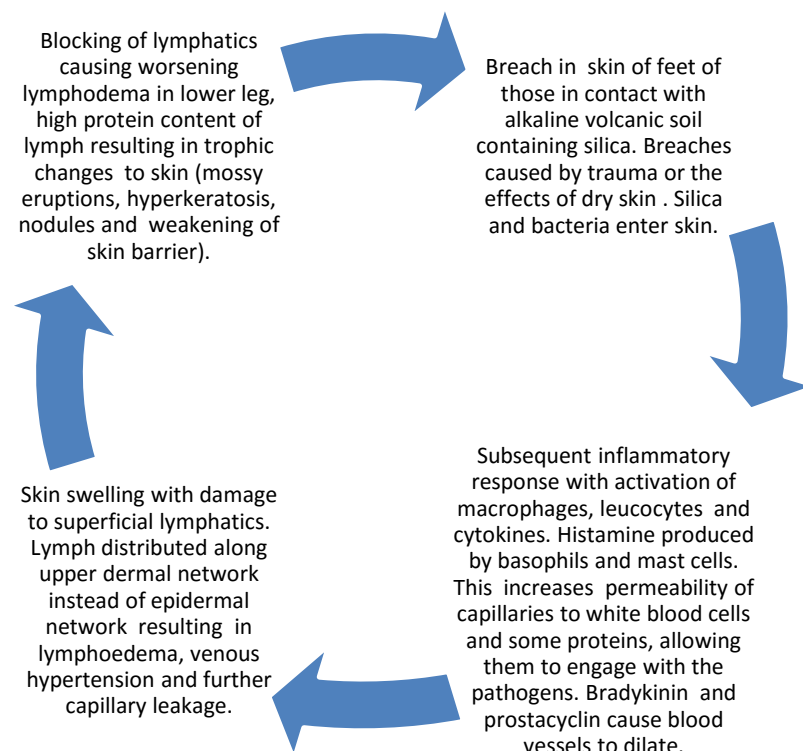 Blocking of lymphatics
causing worsening
lymphodema in lower leg,
high protein content of
lymph resulting in trophic
changes to skin (mossy
eruptions, hyperkeratosis,
nodules and weakening of
skin barrier).
Breach in skin of feet of
those in contact with
alkaline volcanic soil
containing silica. Breaches
caused by trauma or the
effects of dry skin . Silica
and bacteria enter skin.
Subsequent inflammatory
response with activation of
macrophages, leucocytes and
cytokines. Histamine produced
by basophils and mast cells.
This increases permeability of
capillaries to white blood cells
and some proteins, allowing
them to engage with the
pathogens. Bradykinin and
prostacyclin cause blood
vessels to dilate.
Skin swelling with damage
to superficial lymphatics.
Lymph distributed along
upper dermal network
instead of epidermal
network resulting in
lymphoedema, venous
hypertension and further
capillary leakage.